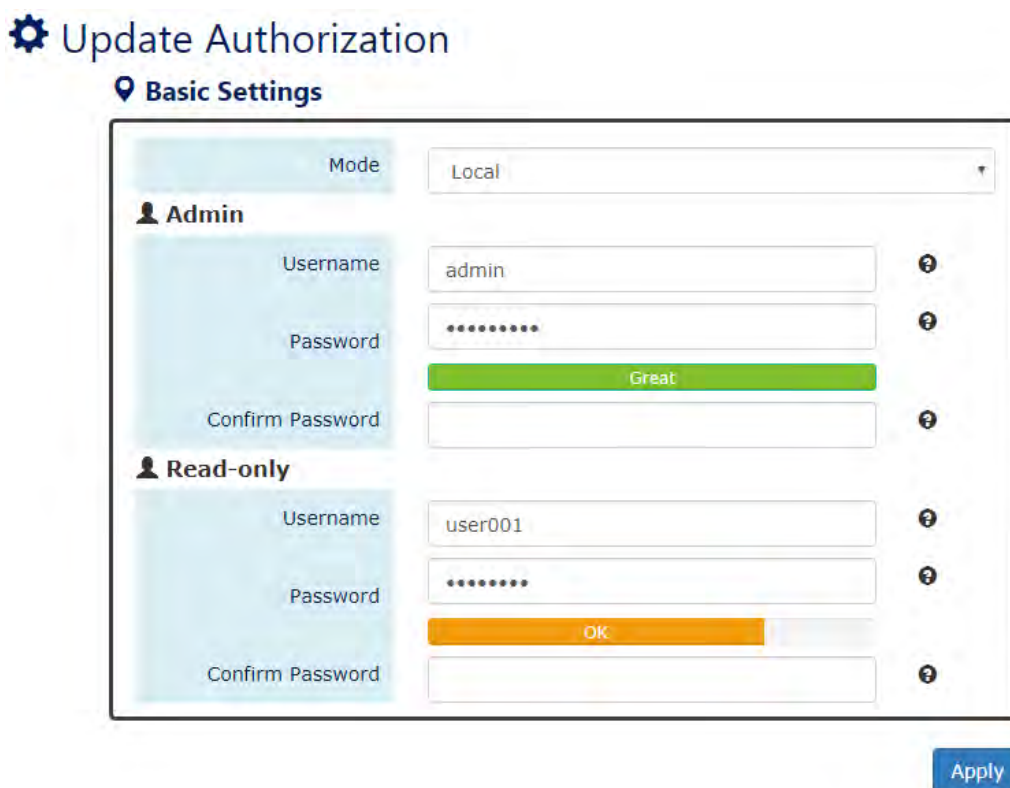 Update Authorization
Basic Settings
Mode
Local
Admin
Username
admin
Password
•••••••••
Great
Confirm Password
Read-only
Username
user001
Password
••••••••
OK
Confirm Password
Apply